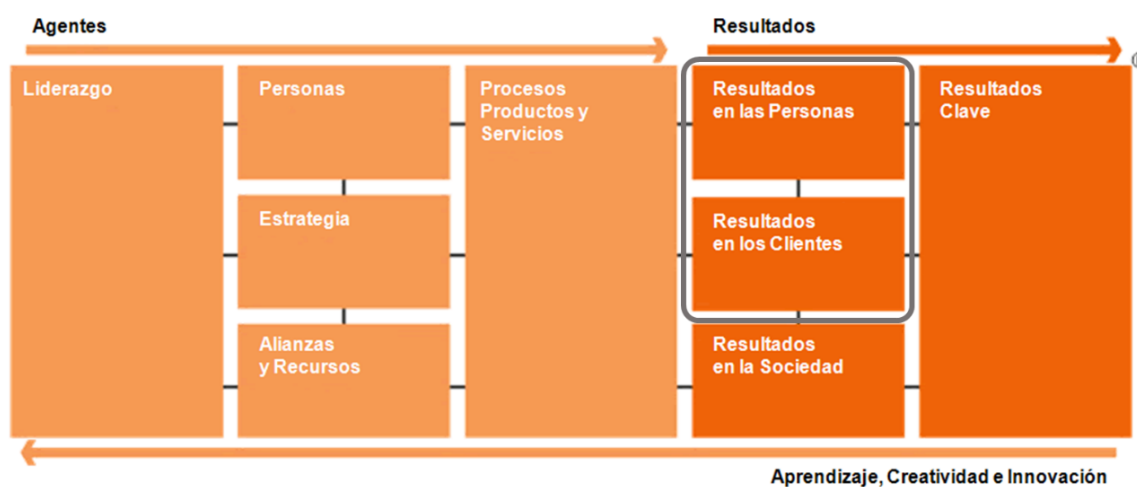 Agentes
Resultados
Liderazgo
Personas
Procesos
Productos y
Servicios
Resultados
en las Personas
Resultados
Clave
Estrategia
Resultados
en los Clientes
Alianzas
y Recursos
Resultados
en la Sociedad
Aprendizaje, Creatividad e Innovación